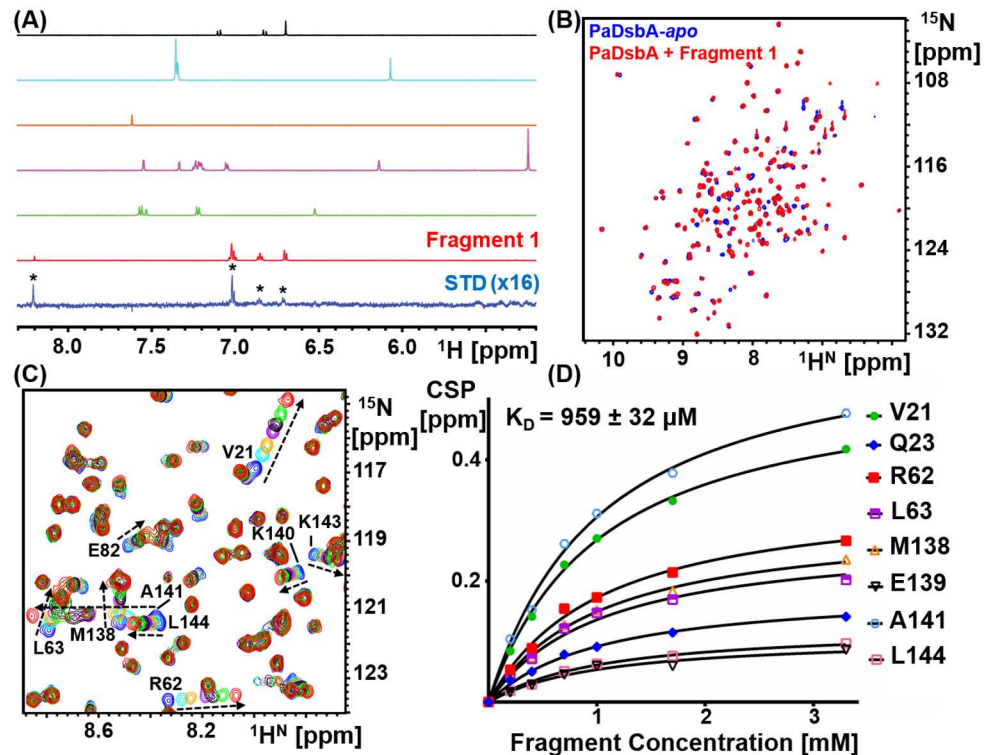 (A)
Fragment 1
STD (x16)
*
*
*
*
8.0 7.5 7.0 6.5 6.0
¹H [ppm]
(B)
PaDsbA-apo
PaDsbA + Fragment 1
¹⁵N
[ppm]
108
116
124
132
10 9 8 7 6
¹Hᴺ [ppm]
(C)
¹⁵N
[ppm]
117
119
121
123
V21
E82
K143
K140
A141
L144
M138
L63
R62
8.6 8.2
¹Hᴺ [ppm]
(D)
CSP
[ppm]
K_D = 959 ± 32 µM
0.4
0.2
0 1 2 3
Fragment Concentration [mM]
V21
Q23
R62
L63
M138
E139
A141
L144